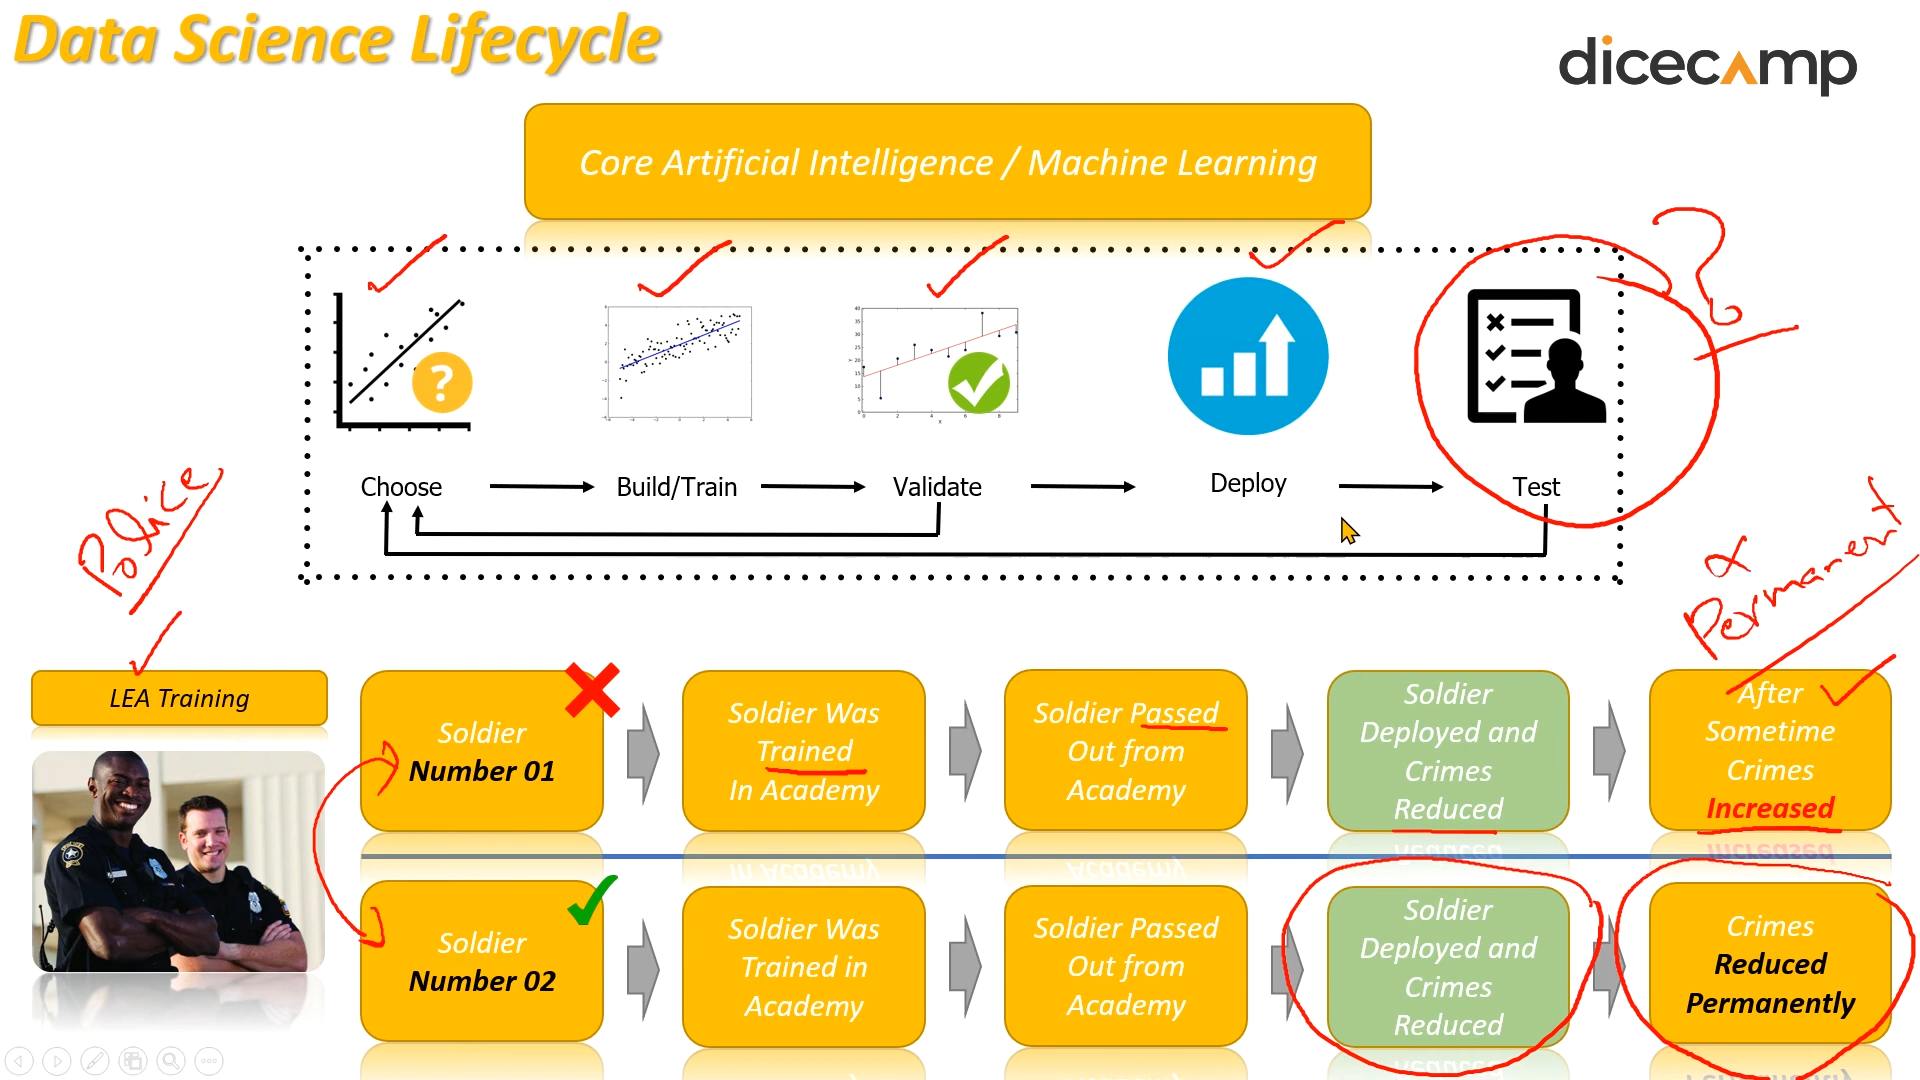 Data Science Lifecycle
dicecamp
Core Artificial Intelligence / Machine Learning
?
?
Choose
Build/Train
Validate
Deploy
Test
Police
α
Permanent
LEA Training
Soldier
Number 01
Soldier Was
Trained
In Academy
Soldier Passed
Out from
Academy
Soldier
Deployed and
Crimes
Reduced
After
Sometime
Crimes
Increased
Soldier
Number 02
Soldier Was
Trained in
Academy
Soldier Passed
Out from
Academy
Soldier
Deployed and
Crimes
Reduced
Crimes
Reduced
Permanently